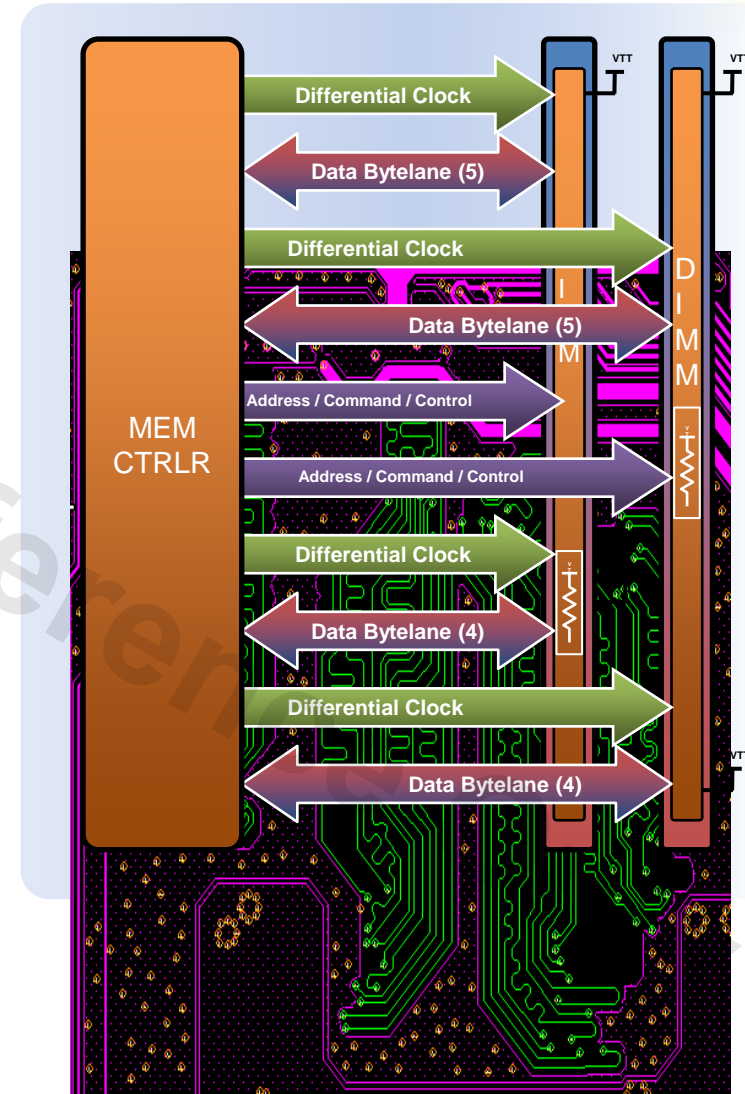 VTT
VTT
Differential Clock
Data Bytelane (5)
Differential Clock
D
I
M
M
I
M
Data Bytelane (5)
Address / Command / Control
MEM
CTRLR
Address / Command / Control
Differential Clock
Data Bytelane (4)
Differential Clock
VTT
Data Bytelane (4)